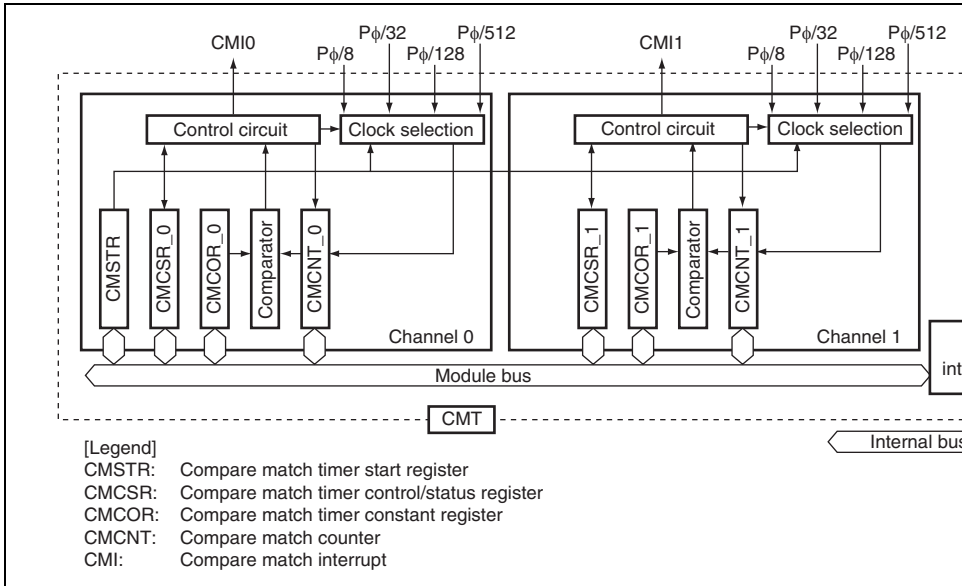 Pφ/32 Pφ/512 Pφ/32 Pφ/512
CMI0 Pφ/8 Pφ/128 CMI1 Pφ/8 Pφ/128
Control circuit Clock selection Control circuit Clock selection
CMSTR
CMCSR_0
CMCOR_0
Comparator
CMCNT_0
CMCSR_1
CMCOR_1
Comparator
CMCNT_1
Channel 0 Channel 1
Module bus
int
CMT
Internal bus
[Legend]
CMSTR: Compare match timer start register
CMCSR: Compare match timer control/status register
CMCOR: Compare match timer constant register
CMCNT: Compare match counter
CMI: Compare match interrupt